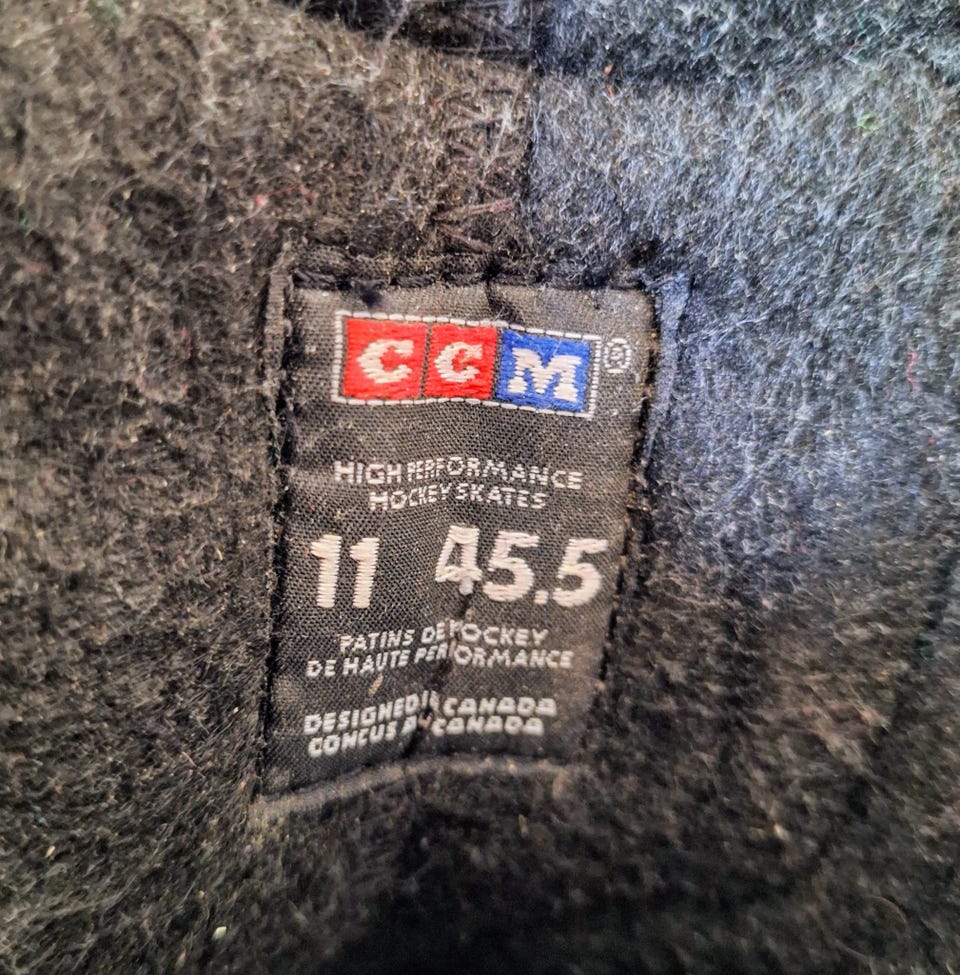 CCM®
HIGH PERFORMANCE
HOCKEY SKATES
11 45.5
PATINS DE HOCKEY
DE HAUTE PERFORMANCE
DESIGNED IN CANADA
CONCUS AU CANADA